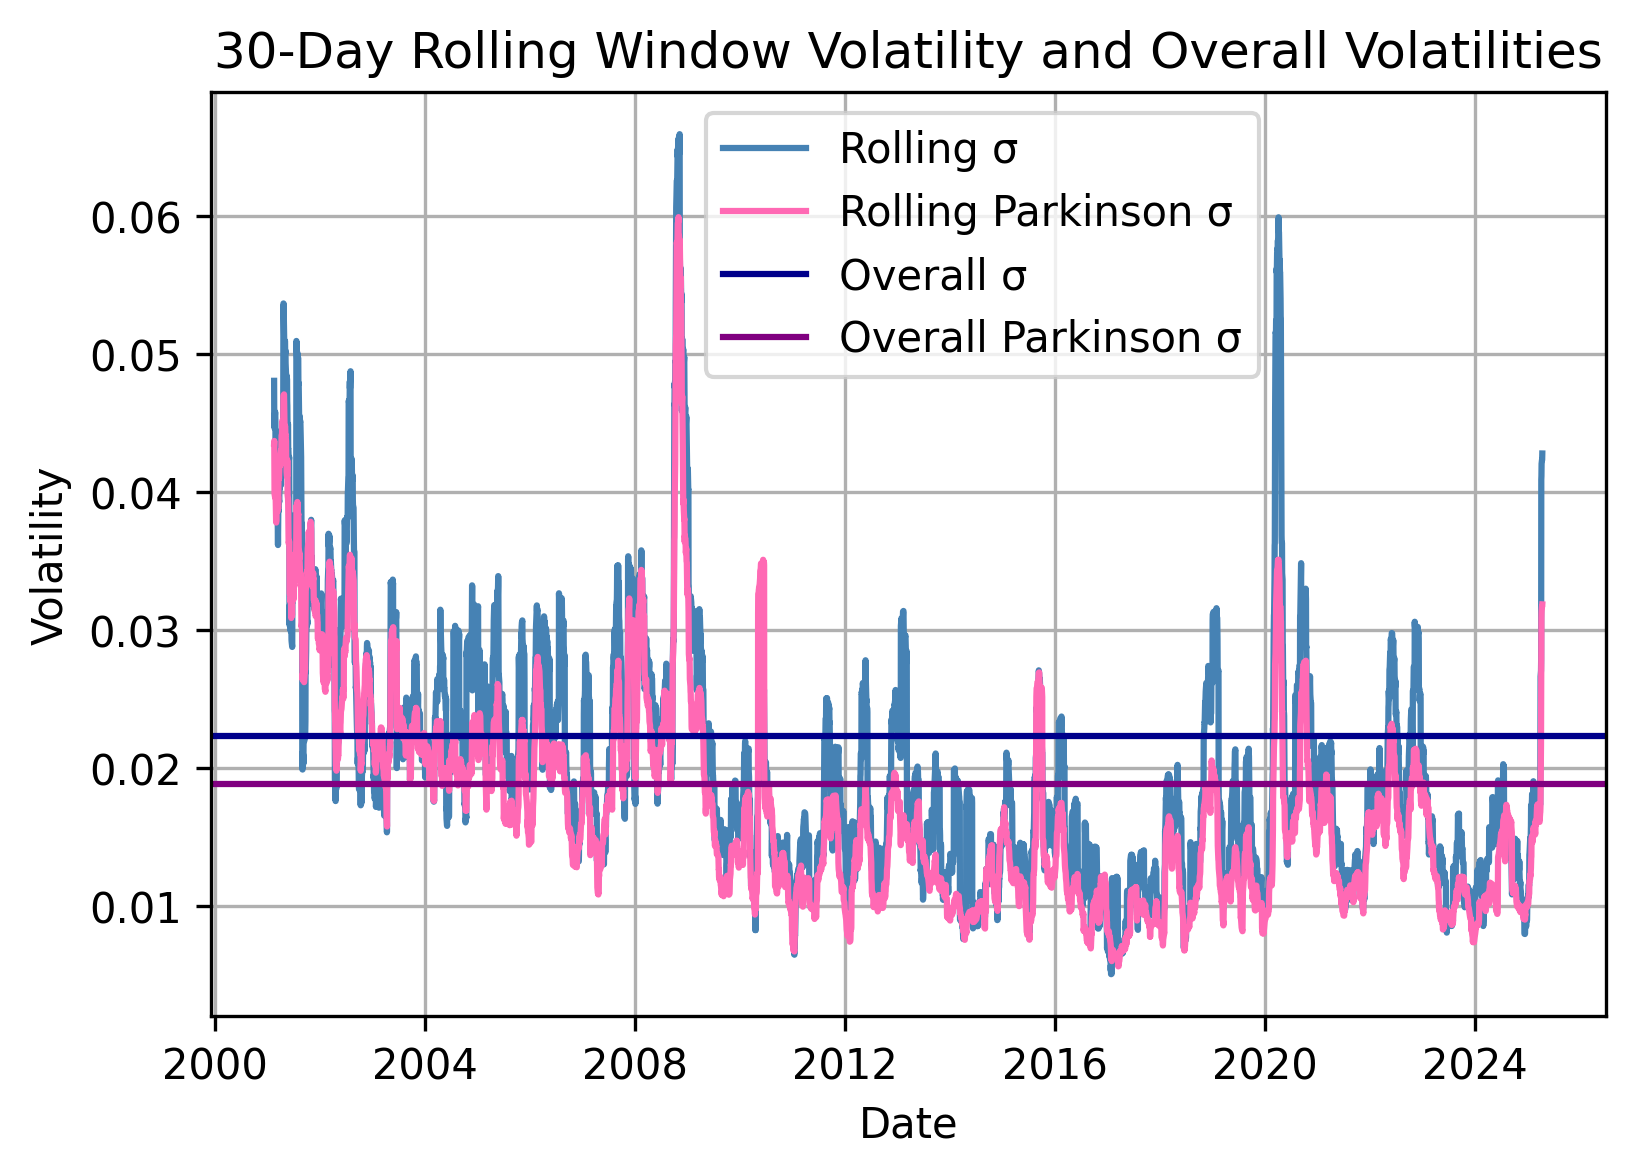 30-Day Rolling Window Volatility and Overall Volatilities
Rolling σ
Rolling Parkinson σ
Overall σ
Overall Parkinson σ
0.06
0.05
0.04
0.03
0.02
0.01
Volatility
2000 2004 2008 2012 2016 2020 2024
Date